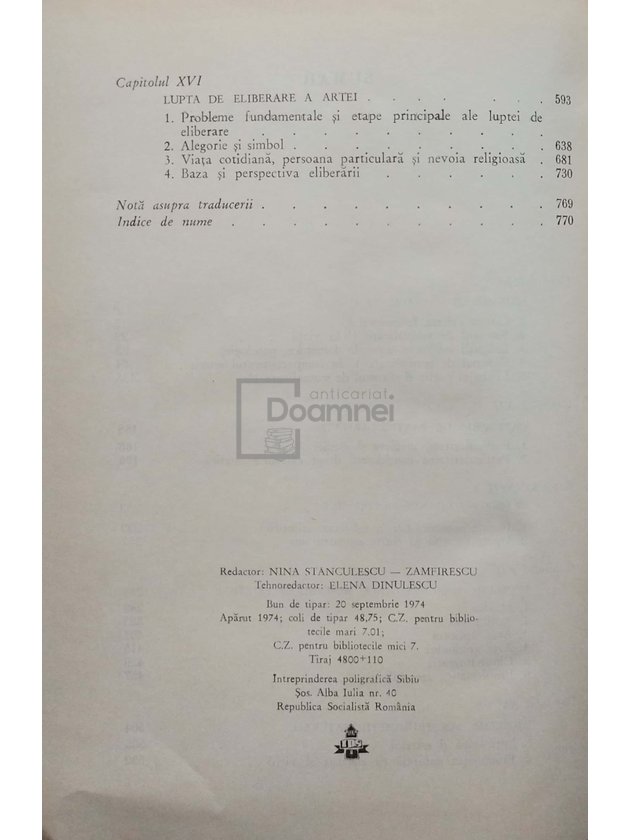 Capitolul XVI
LUPTA DE ELIBERARE A ARTEI . . . . . . . 593
1. Probleme fundamentale și etape principale ale luptei de
eliberare . . . . . . . . . .
2. Alegorie și simbol . . . . . . . . . 638
3. Viața cotidiană, persoana particulară și nevoia religioasă . 681
4. Baza și perspectiva eliberării . . . . . . 730
Notă asupra traducerii . . . . . . . . . . 769
Indice de nume . . . . . . . . . . . 770
anticariat
Doamnei
Redactor: NINA STANCULESCU — ZAMFIRESCU
Tehnoredactor: ELENA DINULESCU
Bun de tipar: 20 septembrie 1974
Apărut 1974; coli de tipar 48,75; C.Z. pentru biblio-
tecile mari 7.01;
C.Z. pentru bibliotecile mici 7.
Tiraj 4800+110
Întreprinderea poligrafică Sibiu
Șos. Alba Iulia nr. 40
Republica Socialistă România